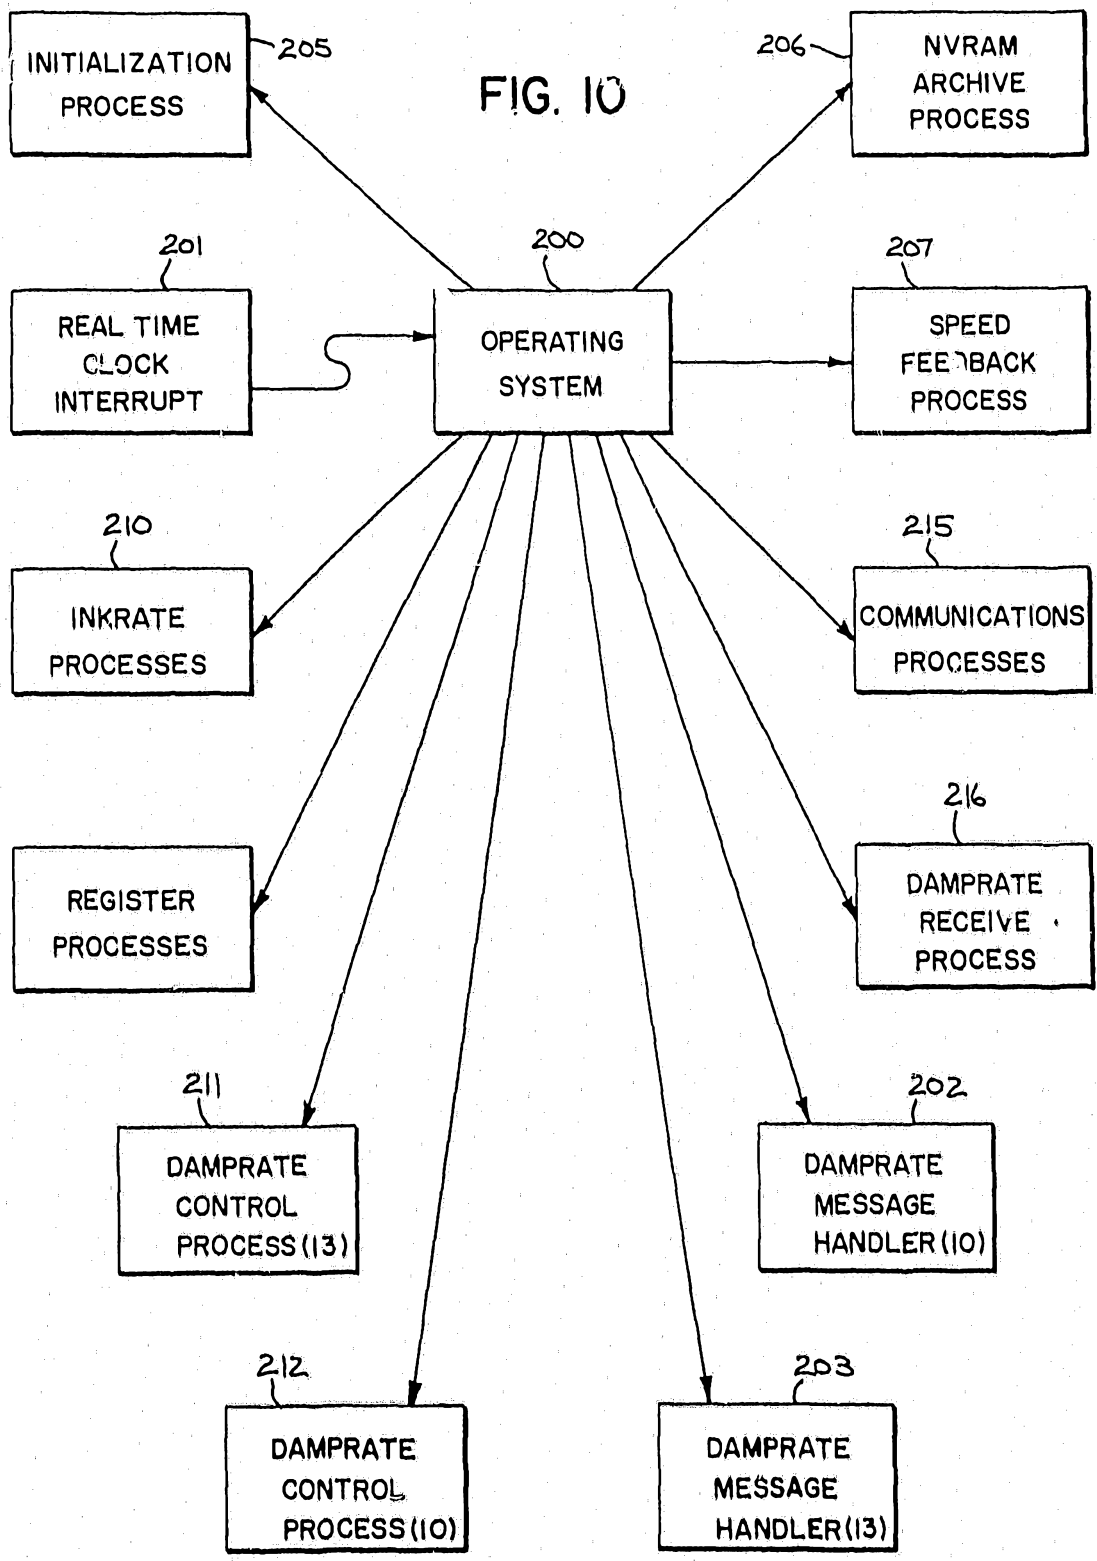 205
INITIALIZATION
PROCESS
FIG. 10
206
NVRAM
ARCHIVE
PROCESS
201
REAL TIME
CLOCK
INTERRUPT
200
OPERATING
SYSTEM
207
SPEED
FEEDBACK
PROCESS
210
INKRATE
PROCESSES
215
COMMUNICATIONS
PROCESSES
REGISTER
PROCESSES
216
DAMPRATE
RECEIVE
PROCESS
211
DAMPRATE
CONTROL
PROCESS(13)
202
DAMPRATE
MESSAGE
HANDLER(10)
212
DAMPRATE
CONTROL
PROCESS(10)
203
DAMPRATE
MESSAGE
HANDLER(13)